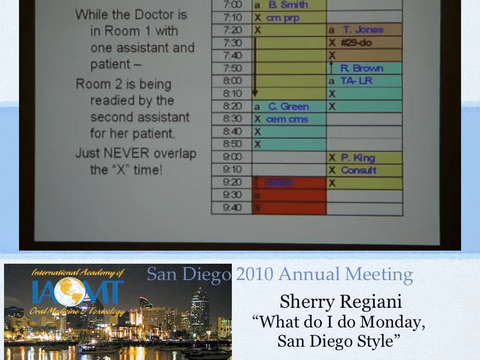 While the Doctor is
in Room 1 with
one assistant and
patient –
Room 2 is being
readied by the
second assistant
for her patient.
Just NEVER overlap
the "X" time!
7:00 a B. Smith
7:10 X crn prp
7:20 X a T. Jones
7:30 X #29-do
7:40 X
7:50 R. Brown
8:00 a TA- LR
8:10 X
8:20 a C. Green X
8:30 X cem crns
8:40 X
8:50 X
9:00 X P. King
9:10 X Consult
9:20 X
9:30 a
9:40 X
International Academy of
IAOMT
Oral Medicine & Toxicology
San Diego 2010 Annual Meeting
Sherry Regiani
“What do I do Monday,
San Diego Style”